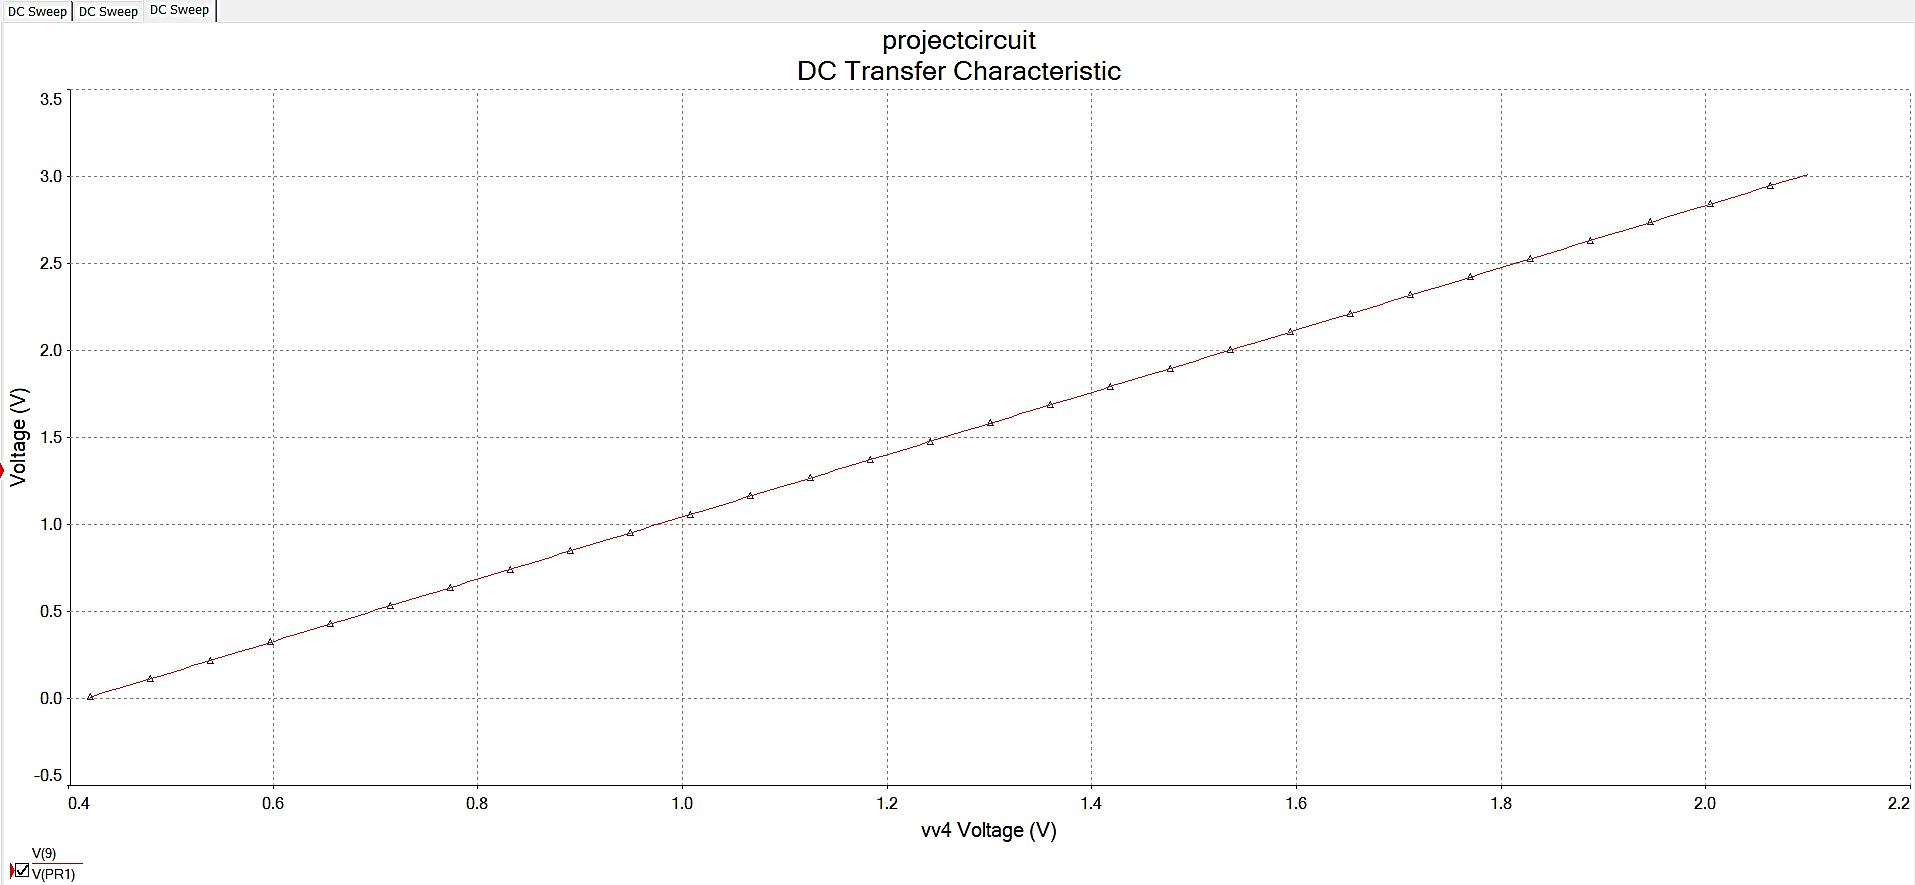 DC Sweep DC Sweep DC Sweep
projectcircuit
DC Transfer Characteristic
3.5
3.0
2.5
2.0
1.5
1.0
0.5
0.0
-0.5
Voltage (V)
0.4 0.6 0.8 1.0 1.2 1.4 1.6 1.8 2.0 2.2
vv4 Voltage (V)
V(9)
V(PR1)